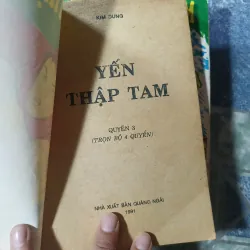 KIM DUNG
YẾN
THẬP TAM
QUYỂN 3
(TRỌN BỘ 4 QUYỂN)
NHÀ XUẤT BẢN QUẢNG NGÃI
1991